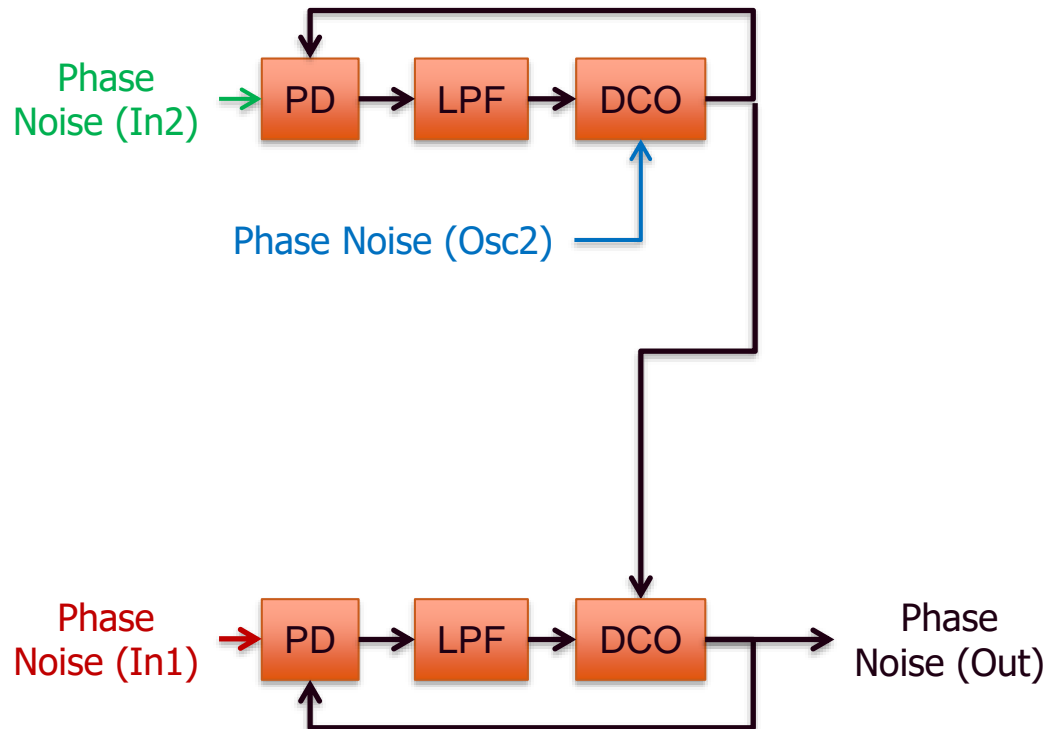 Phase
Noise (In2)
PD
LPF
DCO
Phase Noise (Osc2)
Phase
Noise (In1)
PD
LPF
DCO
Phase
Noise (Out)